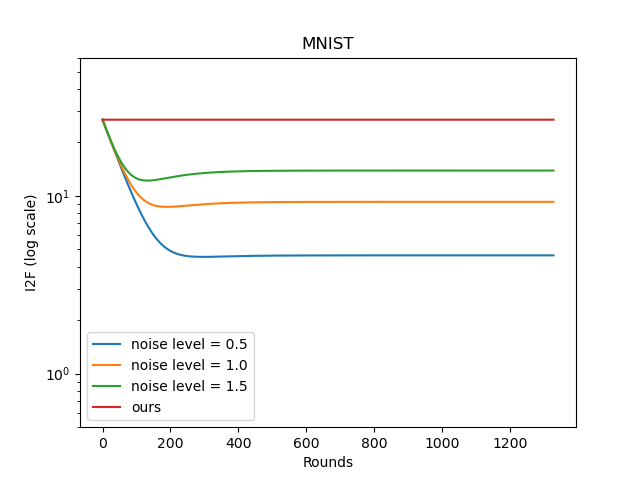 MNIST
I2F (log scale)
10¹
10⁰
noise level = 0.5
noise level = 1.0
noise level = 1.5
ours
0 200 400 600 800 1000 1200
Rounds